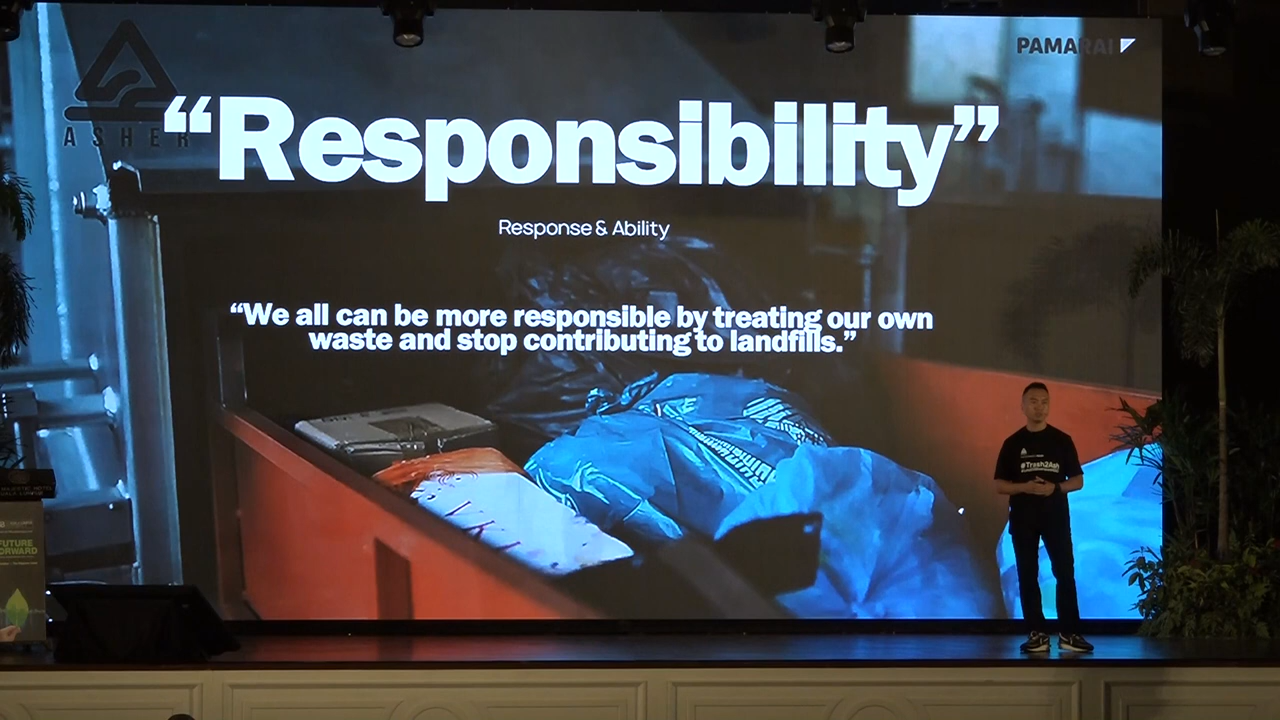 ASHER
PAMARAI
“Responsibility”
Response & Ability
“We all can be more responsible by treating our own
waste and stop contributing to landfills.”
#Trash2Ash
FUTURE
FORWARD